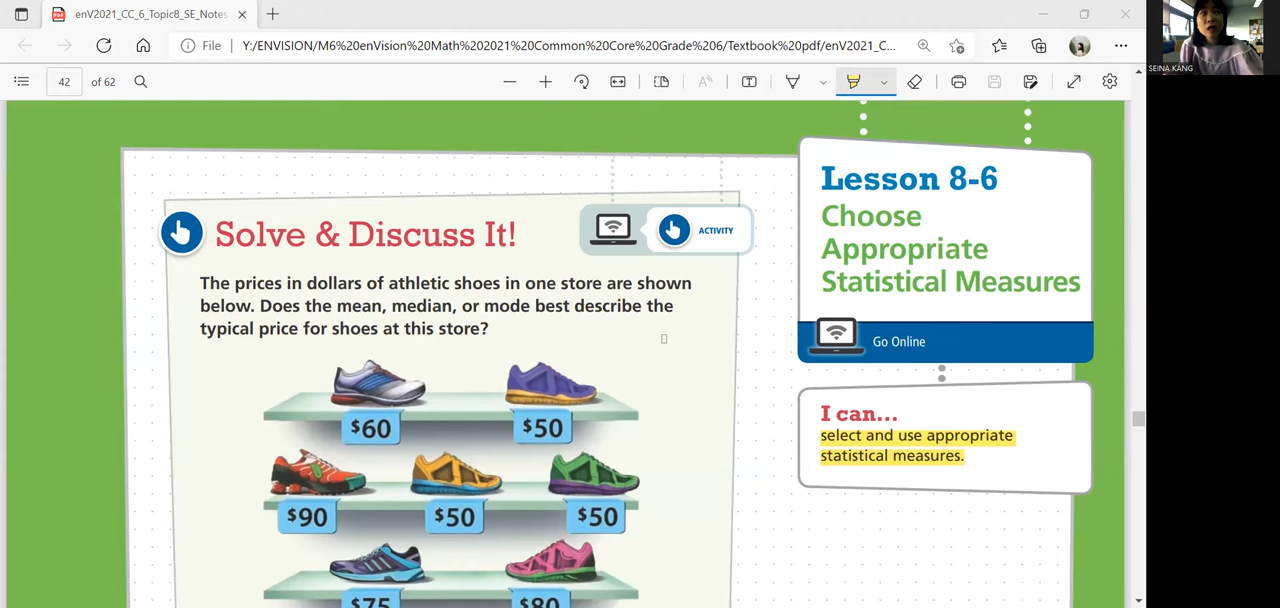 enV2021_CC_6_Topic8_SE_Notes
File
Y:/ENVISION/M6%20enVision%20Math%202021%20Common%20Core%20Grade%206/Textbook%20pdf/enV2021_C...
SEINA KANG
42 of 62
Solve & Discuss It!
ACTIVITY
The prices in dollars of athletic shoes in one store are shown
below. Does the mean, median, or mode best describe the
typical price for shoes at this store?
$60
$50
$90
$50
$50
$75
$80
Lesson 8-6
Choose
Appropriate
Statistical Measures
Go Online
I can...
select and use appropriate
statistical measures.